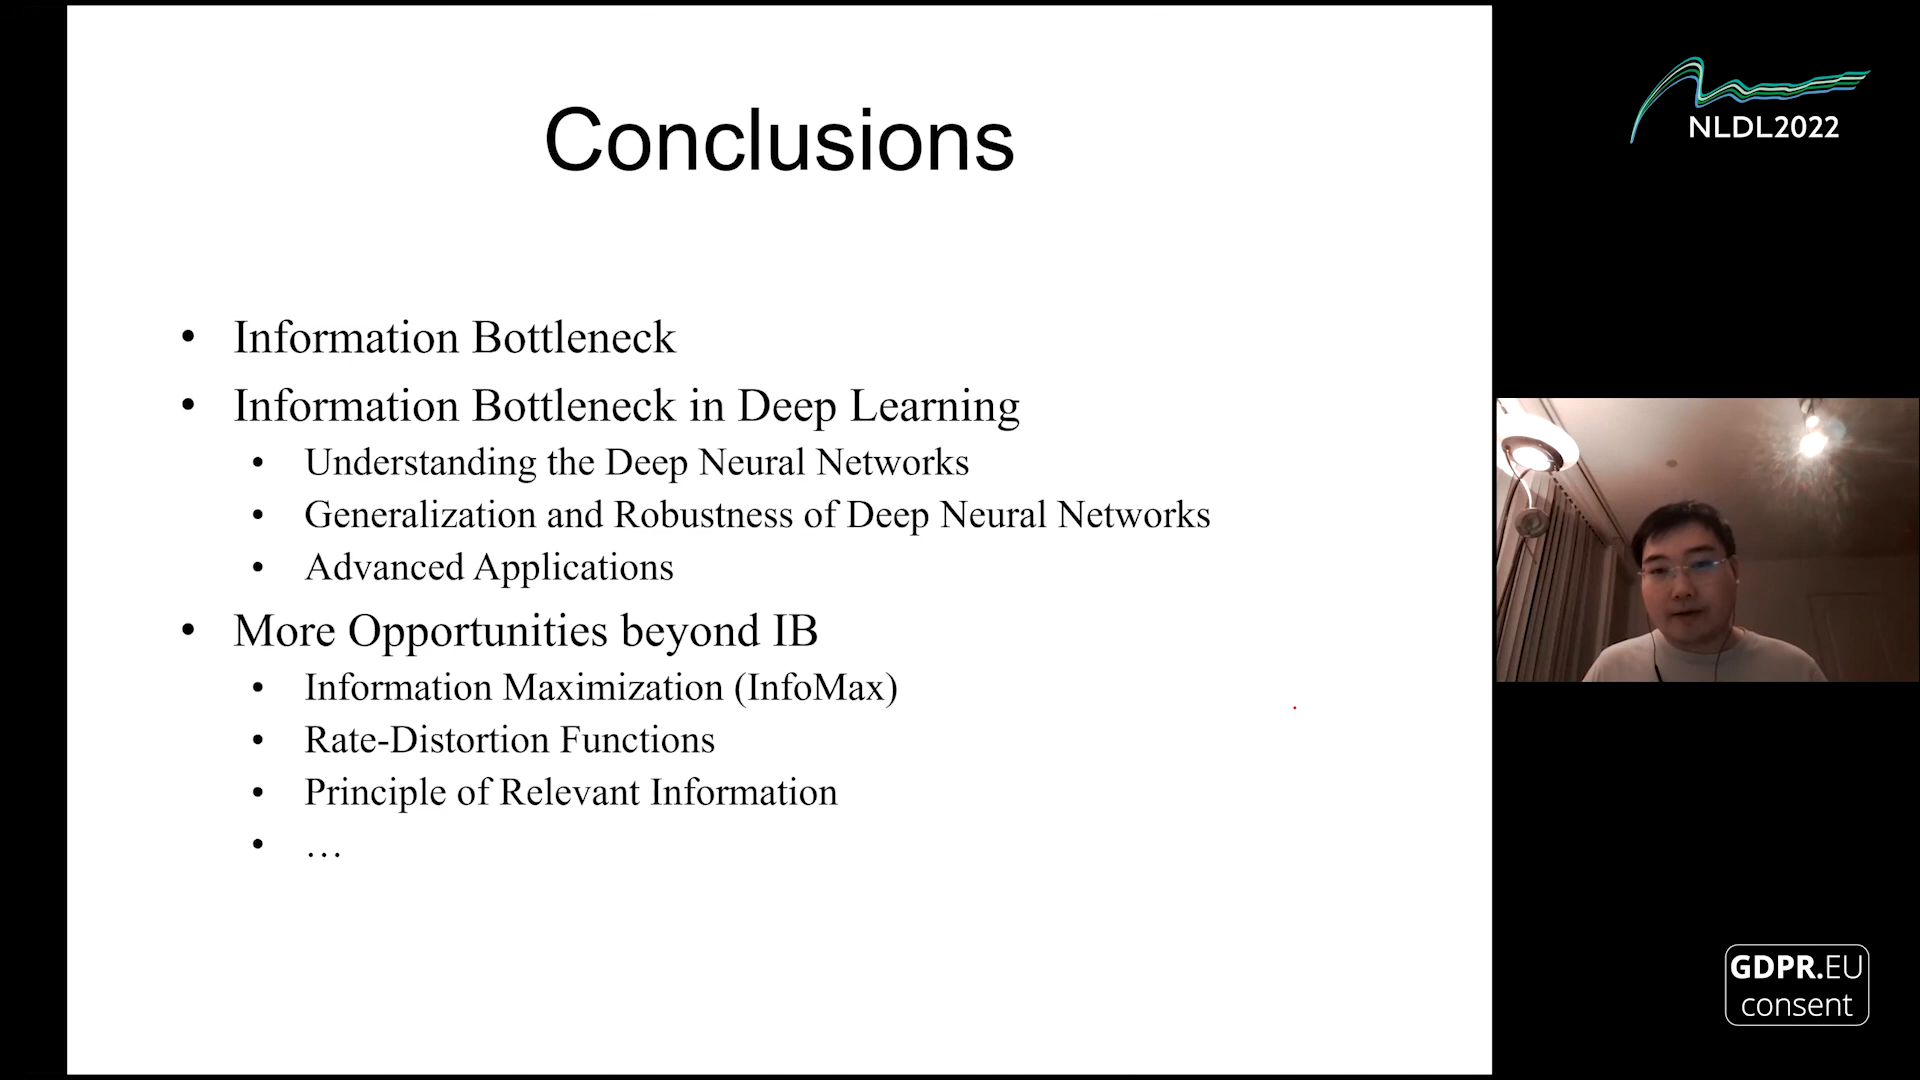 Conclusions
• Information Bottleneck
• Information Bottleneck in Deep Learning
• Understanding the Deep Neural Networks
• Generalization and Robustness of Deep Neural Networks
• Advanced Applications
• More Opportunities beyond IB
• Information Maximization (InfoMax)
• Rate-Distortion Functions
• Principle of Relevant Information
• …
NLDL2022
GDPR.EU
consent